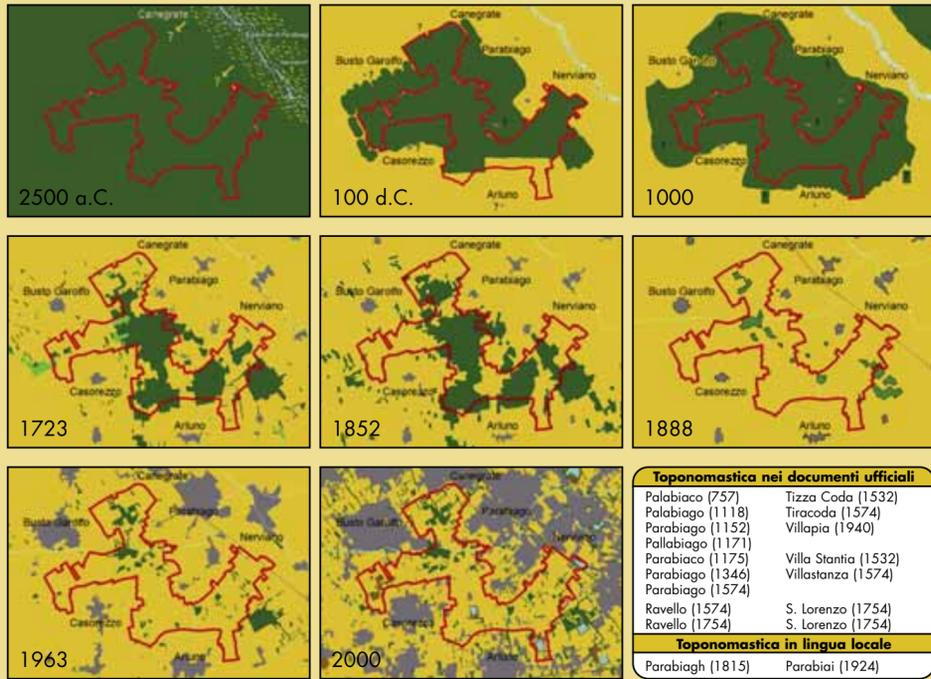 Canegrate
2500 a.C.
Canegrate
Parabiago
Busto Garolfo
Nerviano
Casorezzo
Arluno
100 d.C.
Canegrate
Parabiago
Busto Garolfo
Nerviano
Casorezzo
Arluno
1000
Canegrate
Parabiago
Busto Garolfo
Nerviano
Casorezzo
Arluno
1723
Canegrate
Parabiago
Busto Garolfo
Nerviano
Casorezzo
Arluno
1852
Canegrate
Parabiago
Busto Garolfo
Nerviano
Casorezzo
Arluno
1888
Canegrate
Parabiago
Busto Garolfo
Nerviano
Casorezzo
Arluno
1963
Canegrate
Parabiago
Busto Garolfo
Nerviano
Casorezzo
Arluno
2000
Toponomastica nei documenti ufficiali
Palabiaco (757) Tizza Coda (1532)
Palabiago (1118) Tiracoda (1574)
Parabiago (1152) Villapia (1940)
Pallabiago (1171)
Parabiaco (1175) Villa Stantia (1532)
Parabiago (1346) Villastanza (1574)
Parabiago (1574)
Ravello (1574) S. Lorenzo (1754)
Ravello (1754) S. Lorenzo (1754)
Toponomastica in lingua locale
Parabiagh (1815) Parabiai (1924)